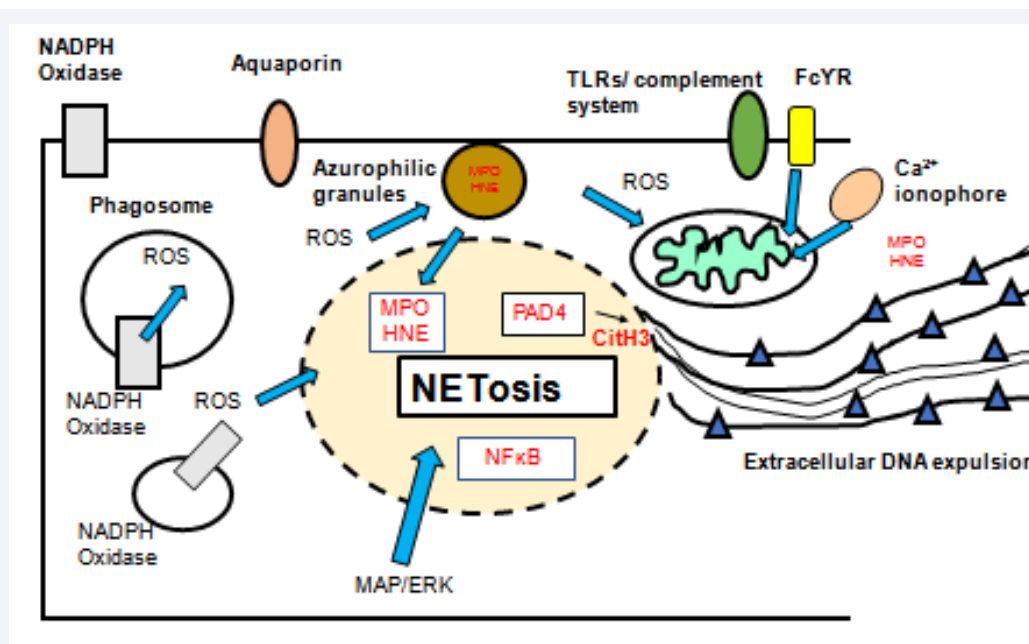 NADPH
Oxidase
Aquaporin
TLRs/ complement
system
FcYR
Azurophilic
granules
MPO
HNE
ROS
Ca²⁺
ionophore
Phagosome
ROS
ROS
MPO
HNE
MPO
HNE
PAD4
CitH3
NETosis
NADPH
Oxidase
ROS
NFκB
Extracellular DNA expulsion
NADPH
Oxidase
MAP/ERK